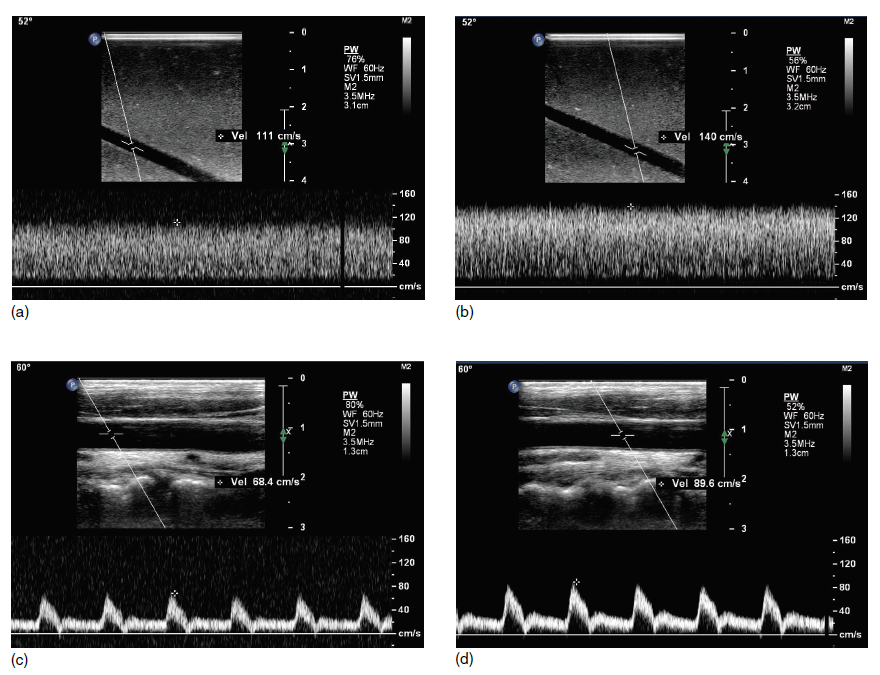 52°
M2
P
0
1
2
3
4
PW
76%
WF 60Hz
SV1.5mm
M2
3.5MHz
3.1cm
Vel 111 cm/s
160
120
80
40
cm/s
(a)
52°
M2
P
0
1
2
3
4
PW
56%
WF 60Hz
SV1.5mm
M2
3.5MHz
3.2cm
Vel 140 cm/s
160
120
80
40
cm/s
(b)
60°
M2
P
0
1
2
3
x
PW
80%
WF 60Hz
SV1.5mm
M2
3.5MHz
1.3cm
Vel 68.4 cm/s
160
120
80
40
cm/s
(c)
60°
M2
P
0
1
2
3
x
PW
52%
WF 60Hz
SV1.5mm
M2
3.5MHz
1.3cm
Vel 89.6 cm/s
160
120
80
40
cm/s
(d)